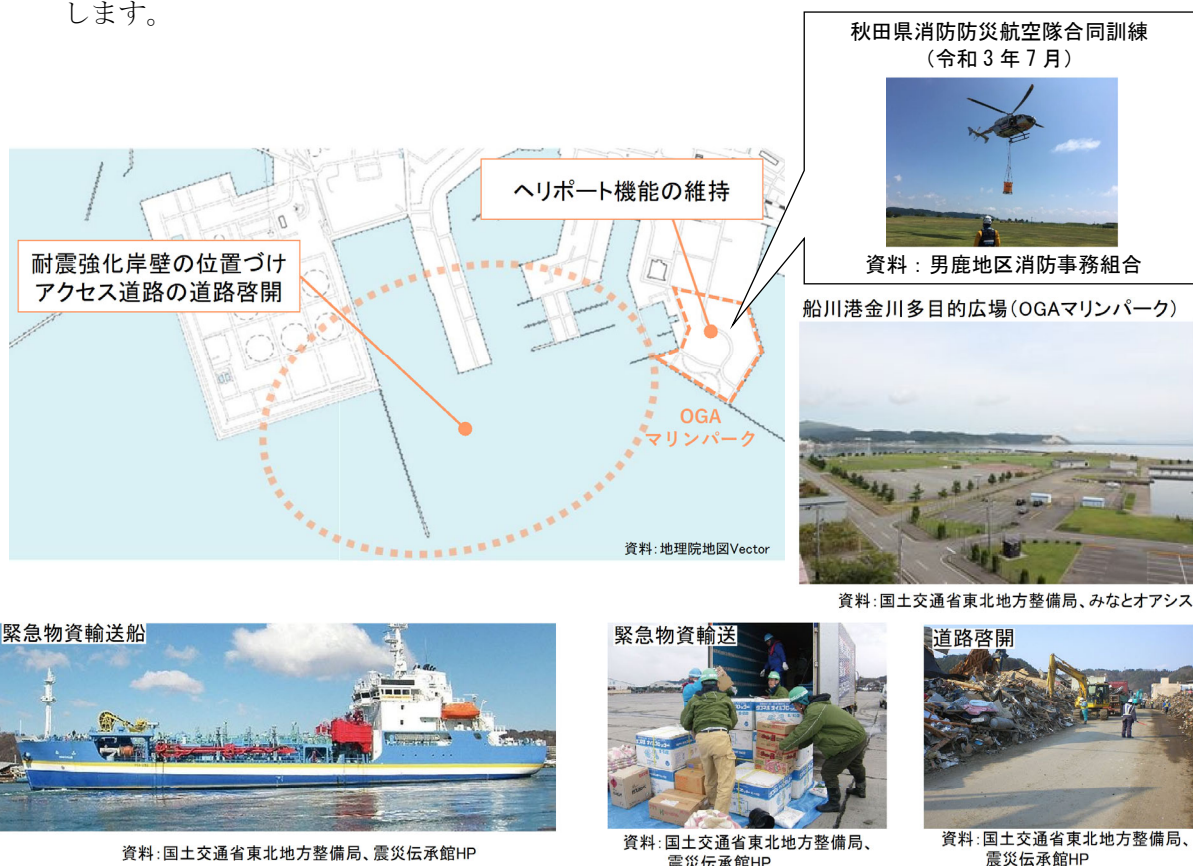 します。
秋田県消防防災航空隊合同訓練
（令和３年７月）
資料：男鹿地区消防事務組合
ヘリポート機能の維持
耐震強化岸壁の位置づけ
アクセス道路の道路啓開
OGA
マリンパーク
資料：地理院地図Vector
船川港金川多目的広場（OGAマリンパーク）
資料：国土交通省東北地方整備局、みなとオアシス
緊急物資輸送船
資料：国土交通省東北地方整備局、震災伝承館HP
緊急物資輸送
資料：国土交通省東北地方整備局、
震災伝承館HP
道路啓開
資料：国土交通省東北地方整備局、
震災伝承館HP